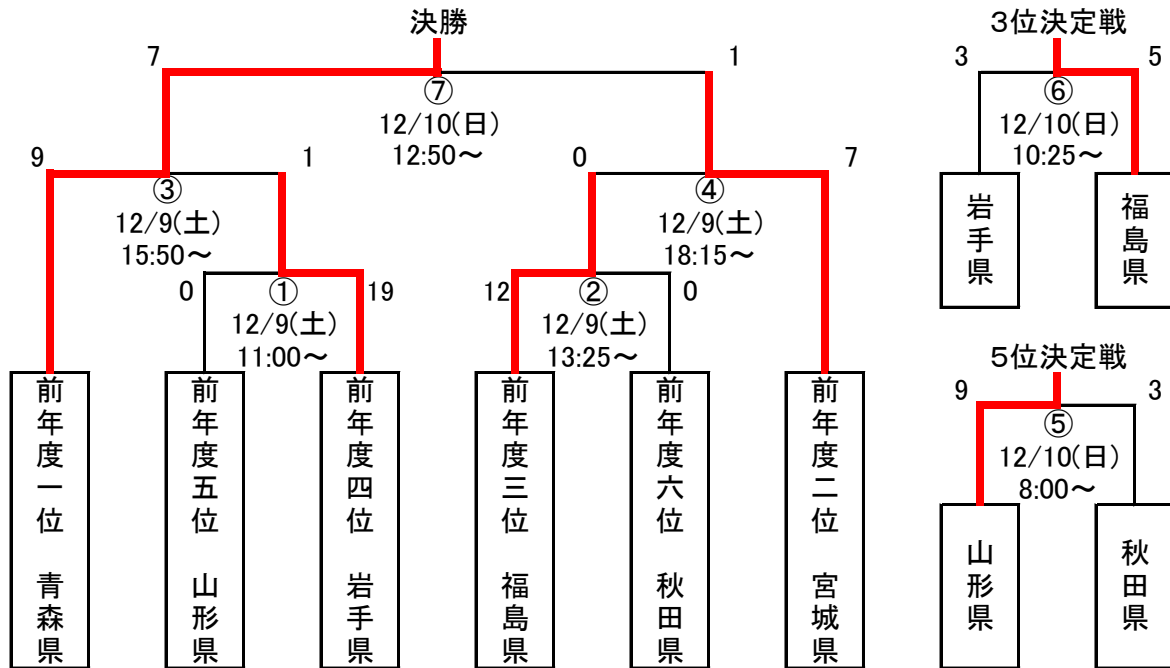 決勝
7
1
⑦
12/10(日)
12:50～
9
1
0
7
③
12/9(土)
15:50～
④
12/9(土)
18:15～
0
19
12
0
①
12/9(土)
11:00～
②
12/9(土)
13:25～
前年度一位 青森県
前年度五位 山形県
前年度四位 岩手県
前年度三位 福島県
前年度六位 秋田県
前年度二位 宮城県
3位決定戦
3
5
⑥
12/10(日)
10:25～
岩手県
福島県
5位決定戦
9
3
⑤
12/10(日)
8:00～
山形県
秋田県